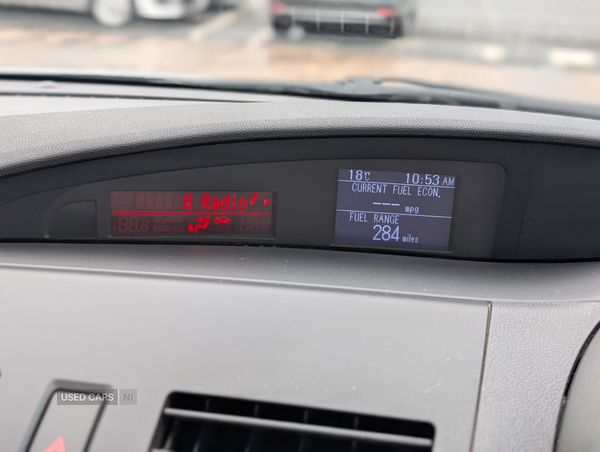 Q Radio
18℃ 10:53 AM
CURRENT FUEL ECON.
--- mpg
FUEL RANGE
284 miles
USED CARS NI